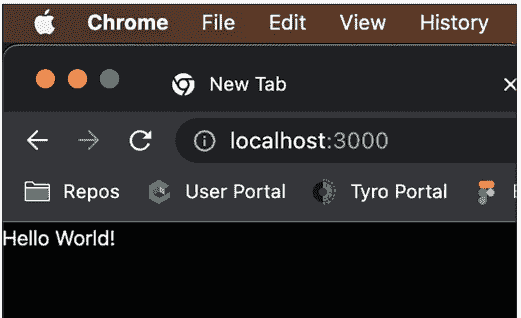 Chrome File Edit View History
New Tab
localhost:3000
Repos User Portal Tyro Portal
Hello World!